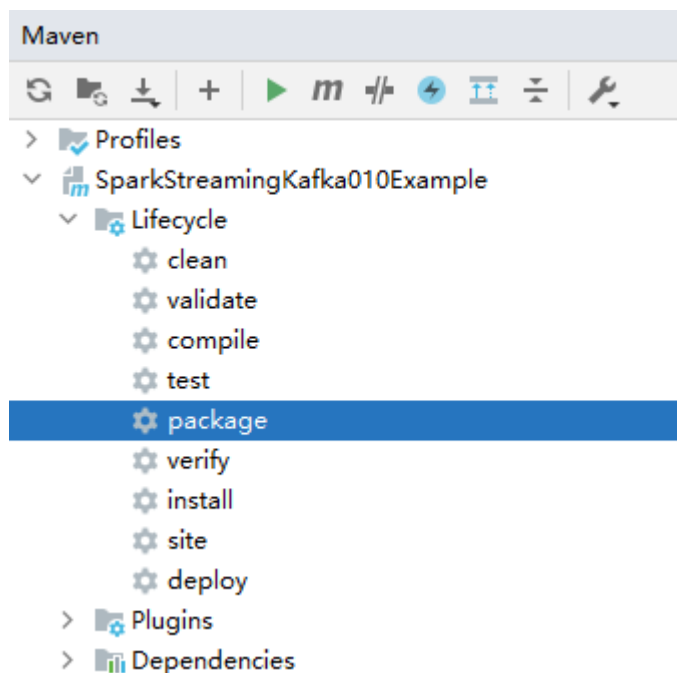 Maven
m
Profiles
SparkStreamingKafka010Example
Lifecycle
clean
validate
compile
test
package
verify
install
site
deploy
Plugins
Dependencies